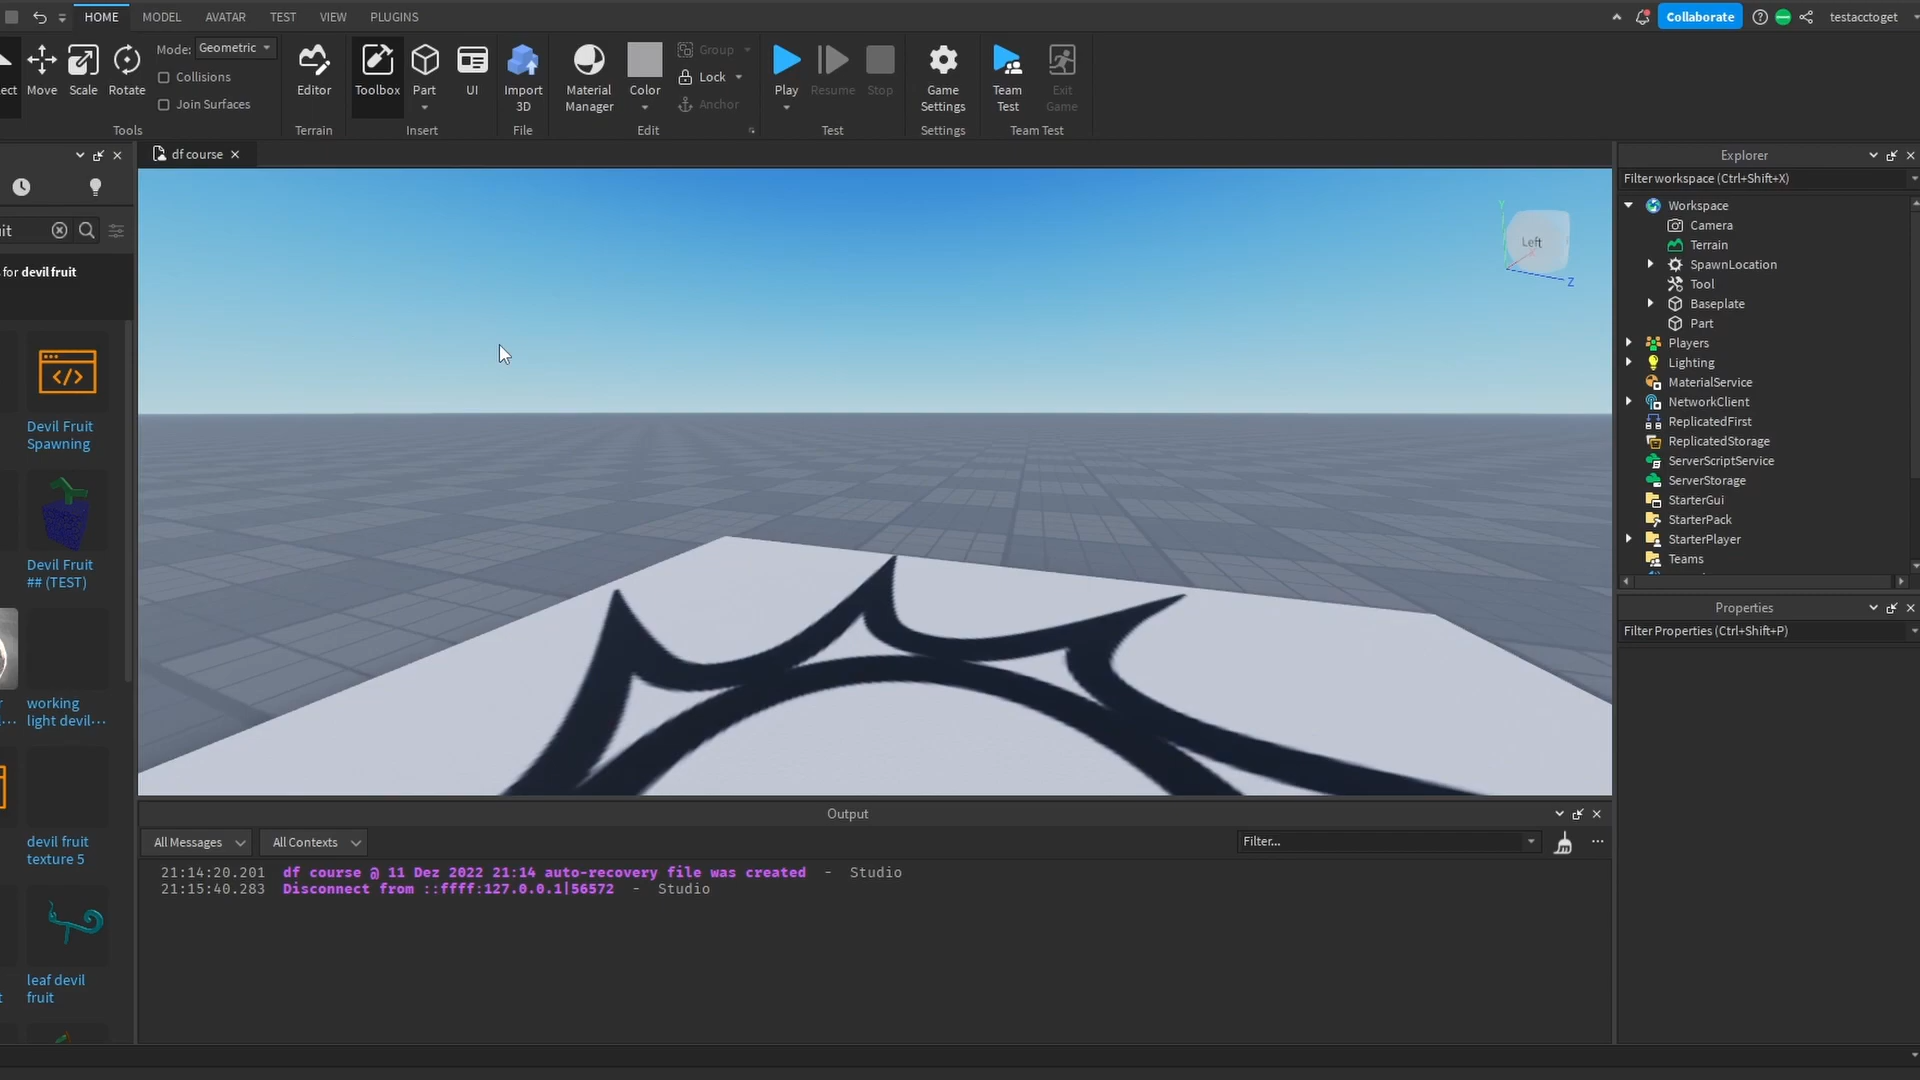 HOME MODEL AVATAR TEST VIEW PLUGINS
Collaborate
testacctoget
Mode: Geometric
Collisions
Join Surfaces
ect Move Scale Rotate
Editor
Toolbox Part UI
Import
3D
Material
Manager
Color
Group
Lock
Anchor
Play Resume Stop
Game
Settings
Team
Test
Exit
Game
Tools Terrain Insert File Edit Test Settings Team Test
df course
it
for devil fruit
Devil Fruit
Spawning
Devil Fruit
## (TEST)
working
light devil...
devil fruit
texture 5
leaf devil
fruit
Left
Y
Z
Explorer
Filter workspace (Ctrl+Shift+X)
Workspace
Camera
Terrain
SpawnLocation
Tool
Baseplate
Part
Players
Lighting
MaterialService
NetworkClient
ReplicatedFirst
ReplicatedStorage
ServerScriptService
ServerStorage
StarterGui
StarterPack
StarterPlayer
Teams
Properties
Filter Properties (Ctrl+Shift+P)
Output
All Messages All Contexts Filter...
21:14:20.201 df course @ 11 Dez 2022 21:14 auto-recovery file was created - Studio
21:15:40.283 Disconnect from ::ffff:127.0.0.1|56572 - Studio